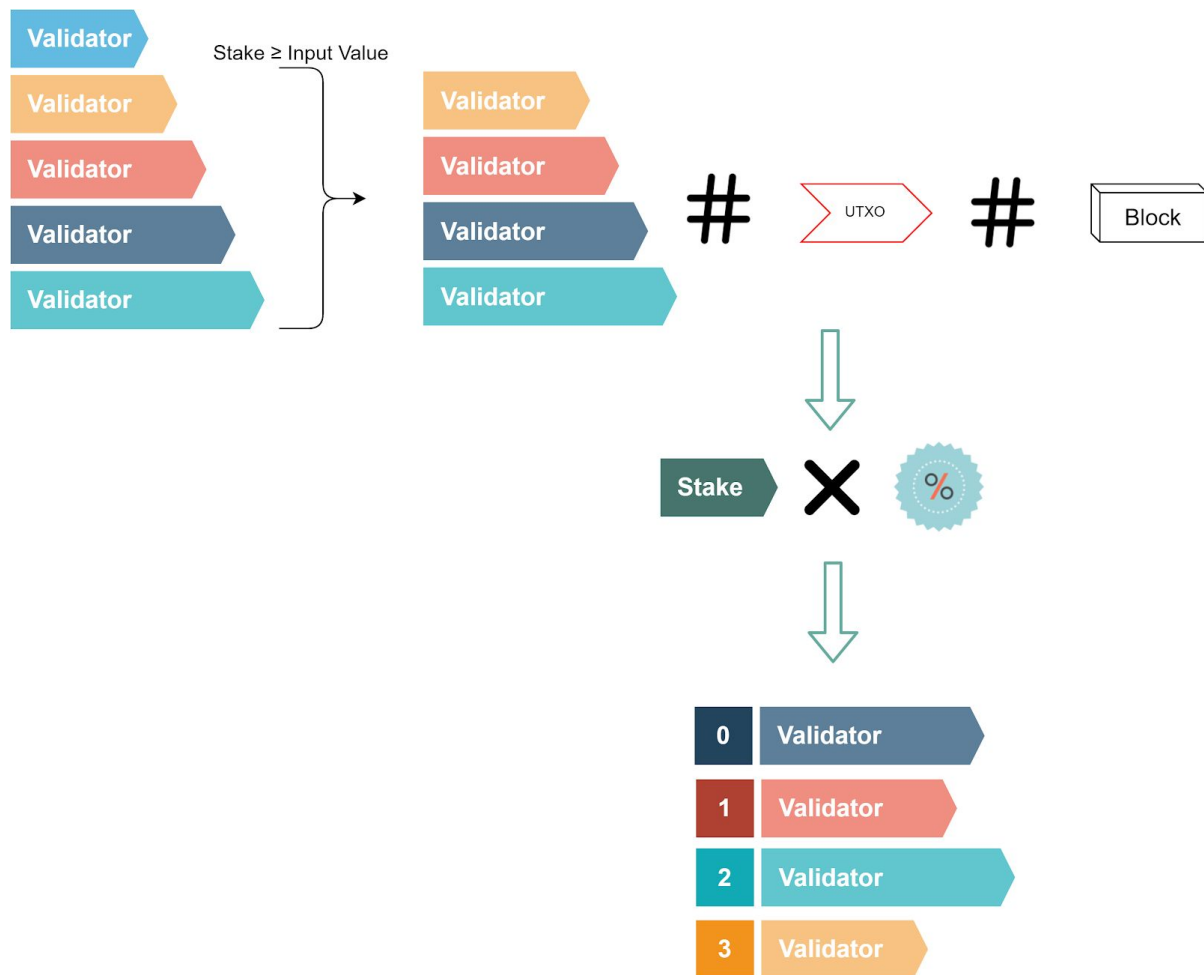 Validator
Validator
Validator
Validator
Validator
Stake ≥ Input Value
Validator
Validator
Validator
Validator
#
UTXO
#
Block
Stake
%
0 Validator
1 Validator
2 Validator
3 Validator